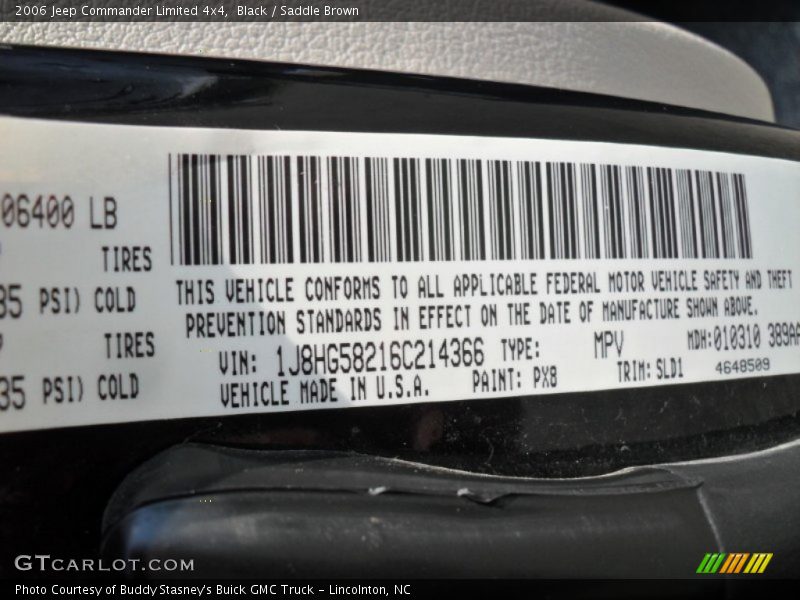 2006 Jeep Commander Limited 4x4, Black / Saddle Brown
06400 LB
TIRES
35 PSI) COLD
TIRES
35 PSI) COLD
THIS VEHICLE CONFORMS TO ALL APPLICABLE FEDERAL MOTOR VEHICLE SAFETY AND THEFT
PREVENTION STANDARDS IN EFFECT ON THE DATE OF MANUFACTURE SHOWN ABOVE.
VIN: 1J8HG58216C214366 TYPE: MPV MDH:010310 389AA
VEHICLE MADE IN U.S.A. PAINT: PX8 TRIM:SLD1 4648509
GTCARLOT.COM
Photo Courtesy of Buddy Stasney's Buick GMC Truck - Lincolnton, NC